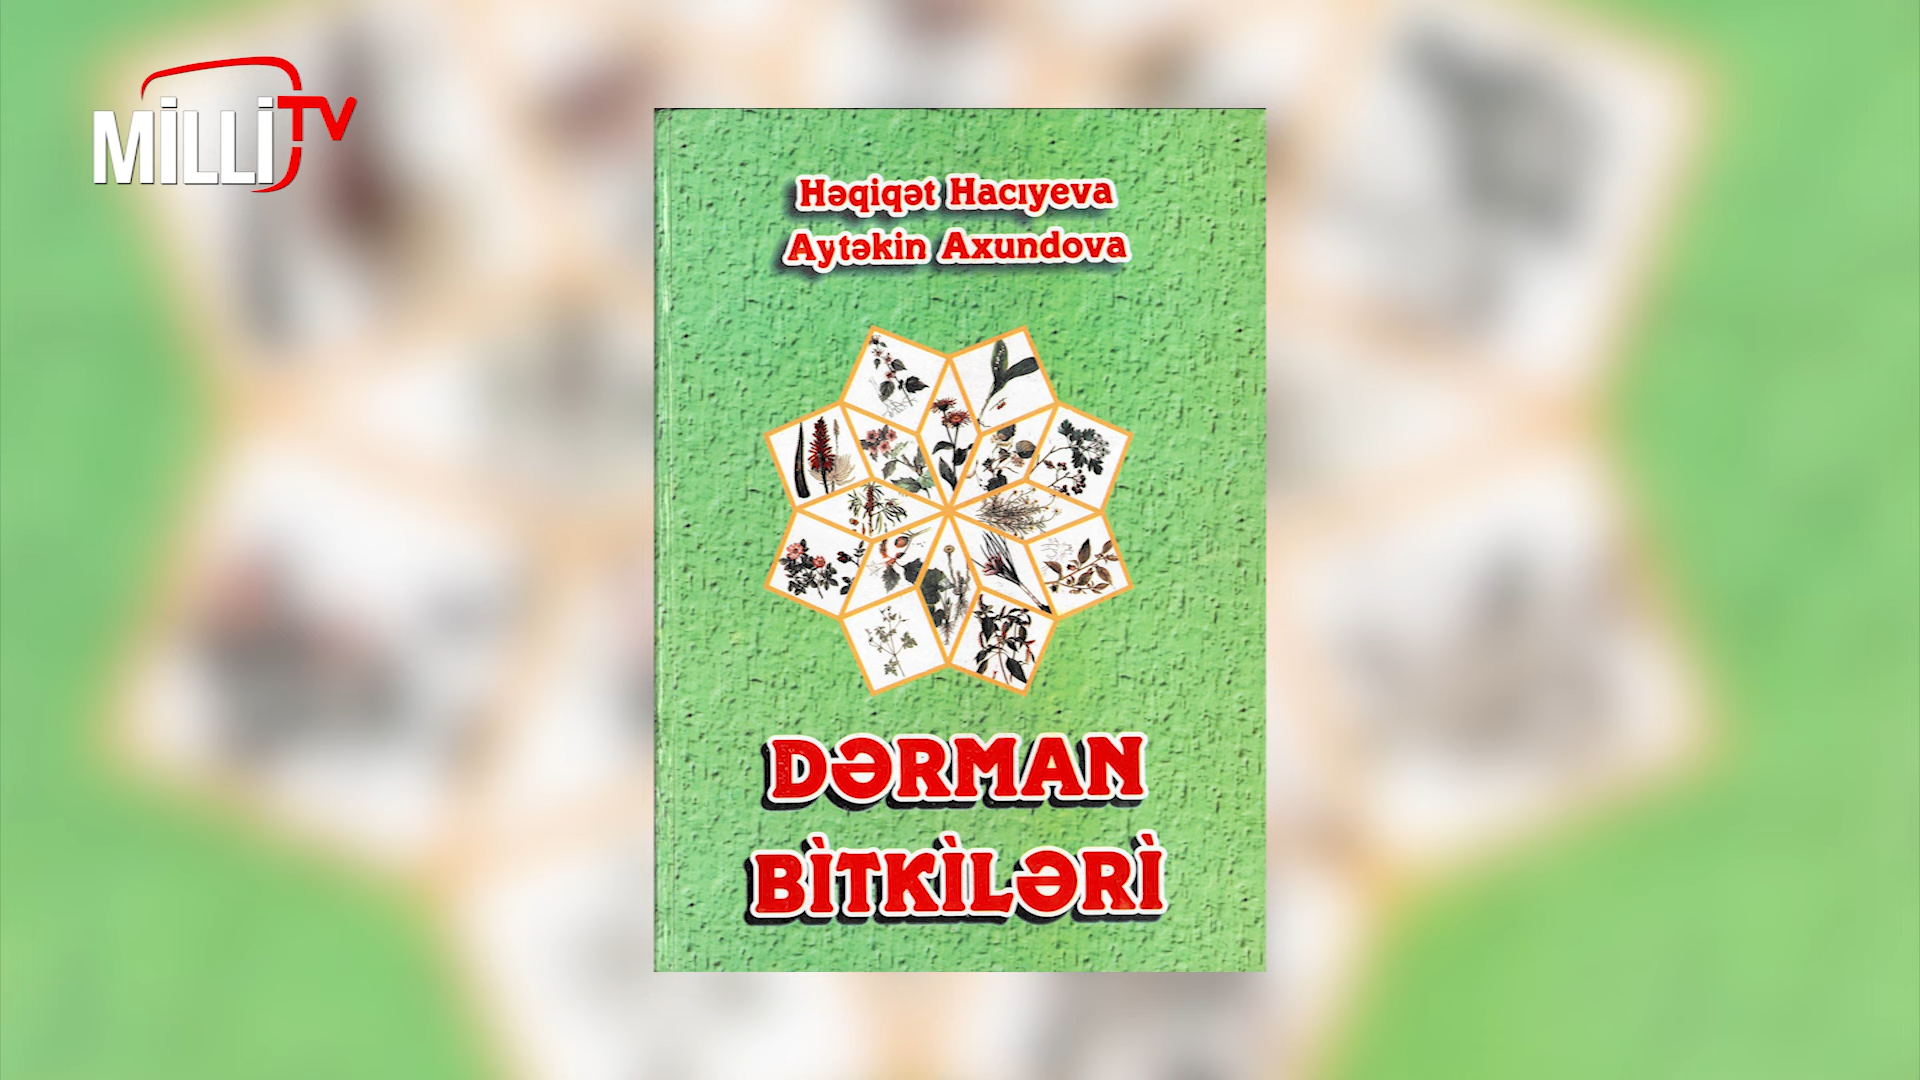 MİLLİ TV
Həqiqət Hacıyeva
Aytəkin Axundova
DƏRMAN
BİTKİLƏRİ